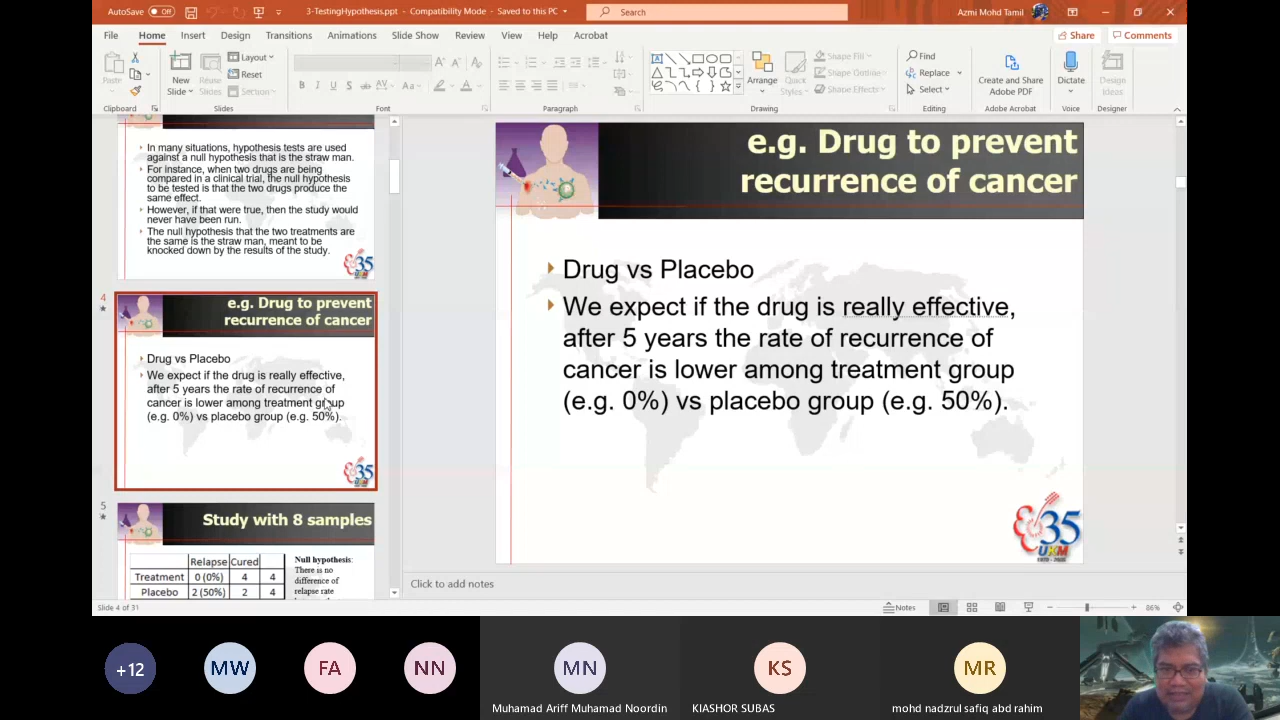 AutoSave Off
3-TestingHypothesis.ppt - Compatibility Mode - Saved to this PC
Search
Azmi Mohd Tamil
File Home Insert Design Transitions Animations Slide Show Review View Help Acrobat
Share Comments
Paste
Clipboard
New
Slide
Reuse
Slides
Layout
Reset
Section
Slides
Font
Paragraph
Arrange
Quick
Styles
Shape Fill
Shape Outline
Shape Effects
Drawing
Find
Replace
Select
Editing
Create and Share
Adobe PDF
Adobe Acrobat
Dictate
Voice
Design
Ideas
Designer
In many situations, hypothesis tests are used
against a null hypothesis that is the straw man.
For instance, when two drugs are being
compared in a clinical trial, the null hypothesis
to be tested is that the two drugs produce the
same effect.
However, if that were true, then the study would
never have been run.
The null hypothesis that the two treatments are
the same is the straw man, meant to be
knocked down by the results of the study.
35
4
e.g. Drug to prevent
recurrence of cancer
Drug vs Placebo
We expect if the drug is really effective,
after 5 years the rate of recurrence of
cancer is lower among treatment group
(e.g. 0%) vs placebo group (e.g. 50%).
35
5
Study with 8 samples
Relapse Cured
Treatment 0 (0%) 4 4
Placebo 2 (50%) 2 4
Null hypothesis:
There is no
difference of
relapse rate
e.g. Drug to prevent
recurrence of cancer
Drug vs Placebo
We expect if the drug is really effective,
after 5 years the rate of recurrence of
cancer is lower among treatment group
(e.g. 0%) vs placebo group (e.g. 50%).
35
UKM
Click to add notes
Slide 4 of 31
Notes
86%
+12
MW
FA
NN
MN
KS
MR
Muhamad Ariff Muhamad Noordin
KIASHOR SUBAS
mohd nadzrul safiq abd rahim